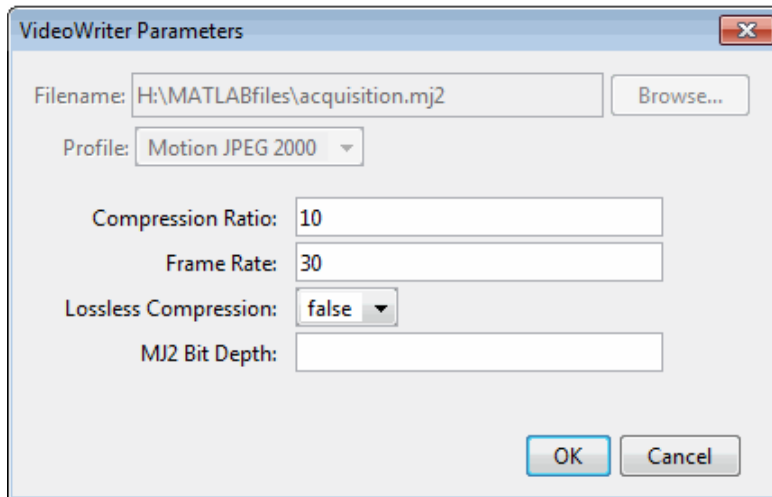 VideoWriter Parameters
Filename: H:\MATLABfiles\acquisition.mj2 Browse...
Profile: Motion JPEG 2000
Compression Ratio: 10
Frame Rate: 30
Lossless Compression: false
MJ2 Bit Depth:
OK Cancel